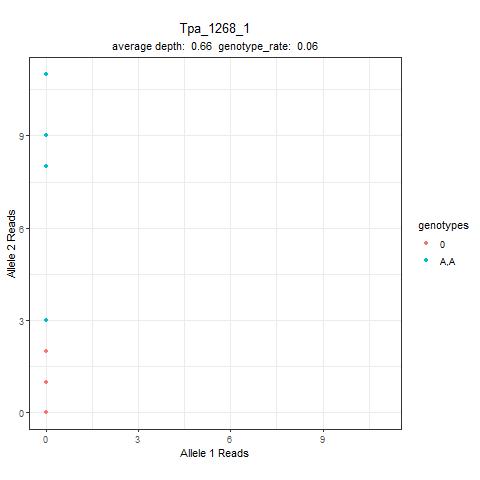 Tpa_1268_1
average depth:  0.66  genotype_rate:  0.06
Allele 2 Reads
9
6
3
0
0
3
6
9
Allele 1 Reads
genotypes
0
A,A